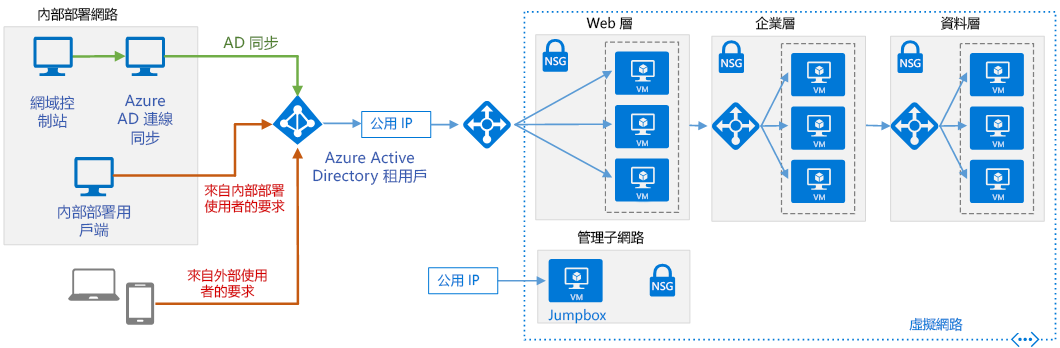 內部部署網路
網域控
制站
Azure
AD 連線
同步
內部部署用
戶端
AD 同步
來自內部部署
使用者的要求
來自外部使用
者的要求
公用 IP
Azure Active
Directory 租用戶
Web 層
NSG
VM
VM
VM
企業層
NSG
VM
VM
VM
資料層
NSG
VM
VM
VM
管理子網路
公用 IP
VM
Jumpbox
NSG
虛擬網路